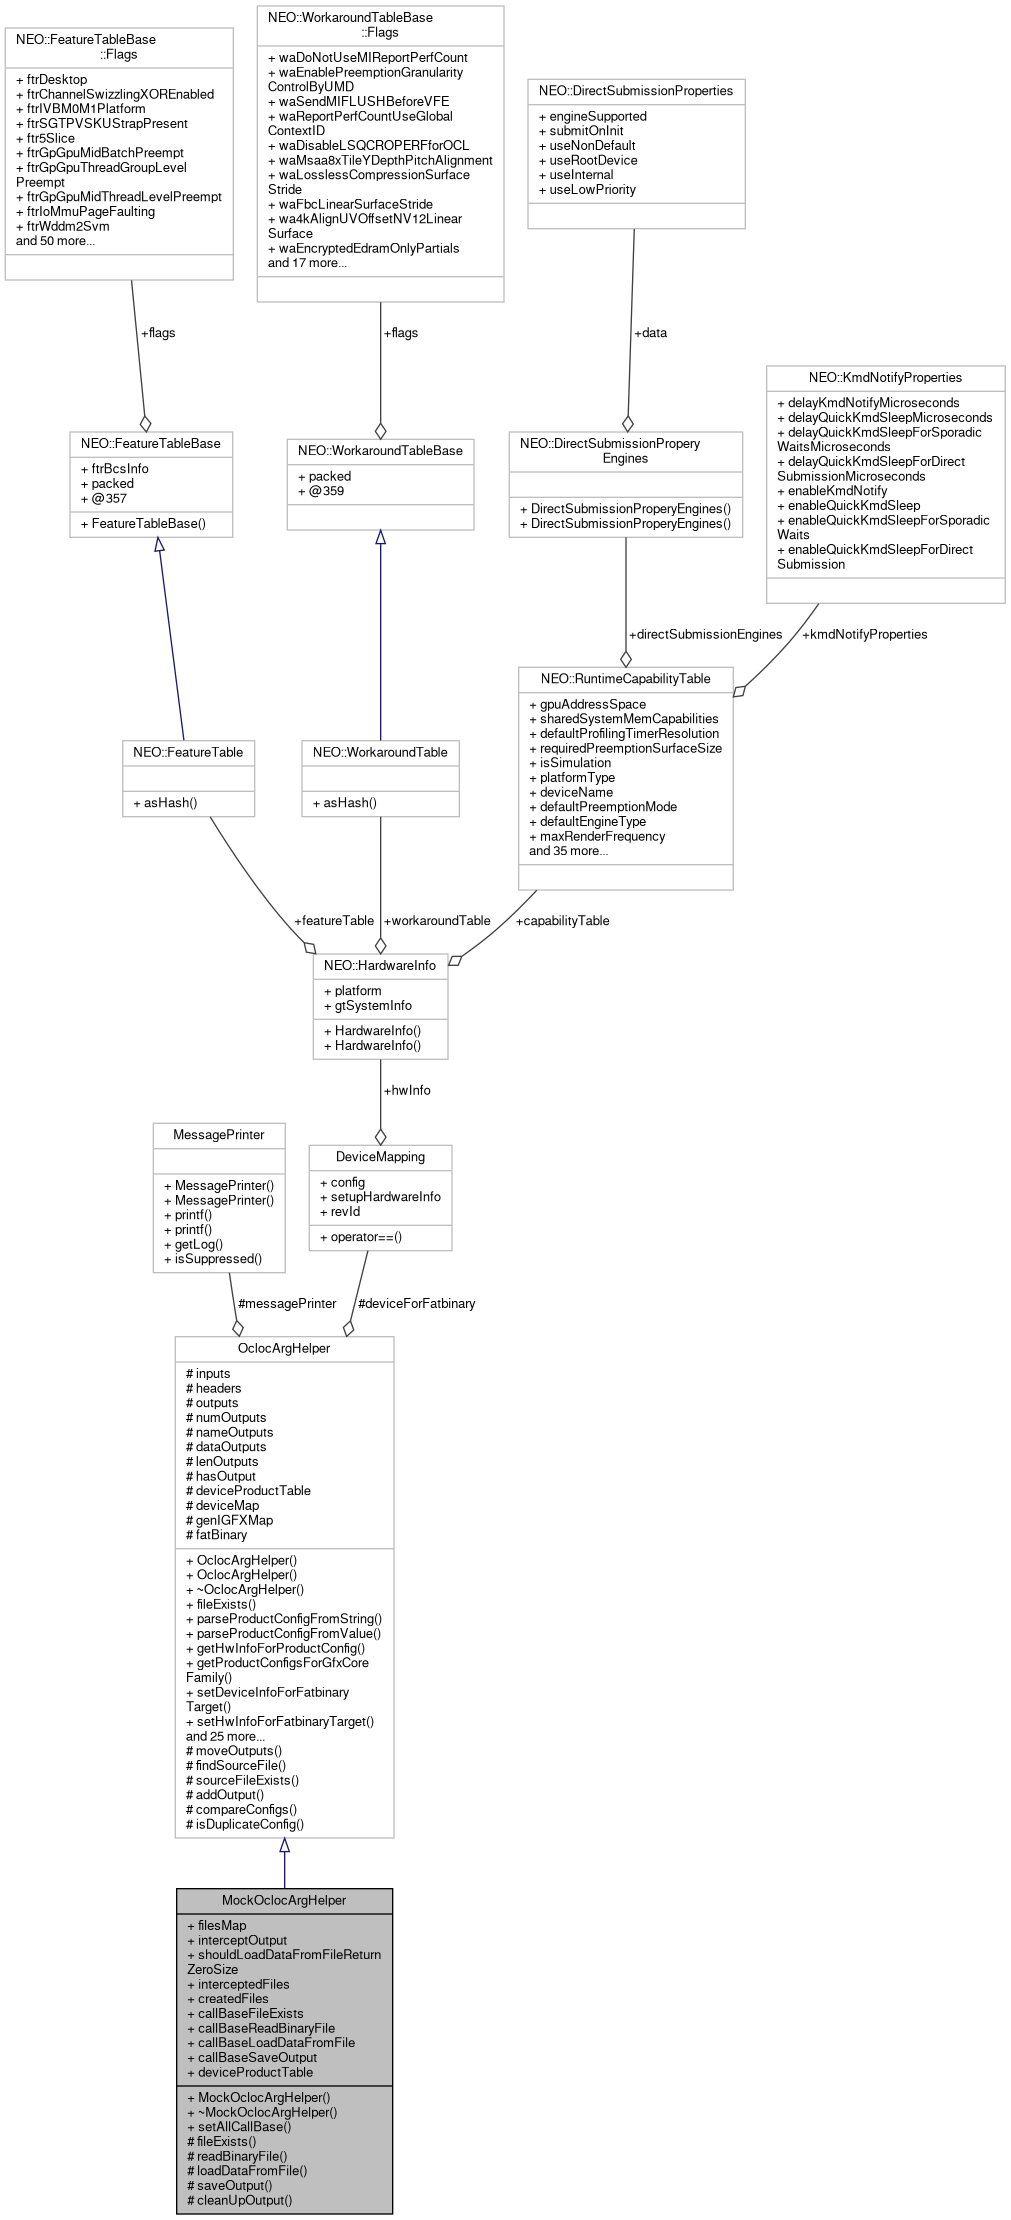 NEO::FeatureTableBase
::Flags
+ ftrDesktop
+ ftrChannelSwizzlingXOREnabled
+ ftrIVBM0M1Platform
+ ftrSGTPVSKUStrapPresent
+ ftr5Slice
+ ftrGpGpuMidBatchPreempt
+ ftrGpGpuThreadGroupLevel
Preempt
+ ftrGpGpuMidThreadLevelPreempt
+ ftrIoMmuPageFaulting
+ ftrWddm2Svm
and 50 more...
NEO::WorkaroundTableBase
::Flags
+ waDoNotUseMIReportPerfCount
+ waEnablePreemptionGranularity
ControlByUMD
+ waSendMIFLUSHBeforeVFE
+ waReportPerfCountUseGlobal
ContextID
+ waDisableLSQCROPERFforOCL
+ waMsaa8xTileYDepthPitchAlignment
+ waLosslessCompressionSurface
Stride
+ waFbcLinearSurfaceStride
+ wa4kAlignUVOffsetNV12Linear
Surface
+ waEncryptedEdramOnlyPartials
and 17 more...
NEO::DirectSubmissionProperties
+ engineSupported
+ submitOnInit
+ useNonDefault
+ useRootDevice
+ useInternal
+ useLowPriority
+flags
+flags
+data
NEO::KmdNotifyProperties
+ delayKmdNotifyMicroseconds
+ delayQuickKmdSleepMicroseconds
+ delayQuickKmdSleepForSporadic
WaitsMicroseconds
+ delayQuickKmdSleepForDirect
SubmissionMicroseconds
+ enableKmdNotify
+ enableQuickKmdSleep
+ enableQuickKmdSleepForSporadic
Waits
+ enableQuickKmdSleepForDirect
Submission
NEO::FeatureTableBase
+ ftrBcsInfo
+ packed
+ @357
+ FeatureTableBase()
NEO::WorkaroundTableBase
+ packed
+ @359
NEO::DirectSubmissionPropery
Engines
+ DirectSubmissionProperyEngines()
+ DirectSubmissionProperyEngines()
+directSubmissionEngines
+kmdNotifyProperties
NEO::FeatureTable
+ asHash()
NEO::WorkaroundTable
+ asHash()
NEO::RuntimeCapabilityTable
+ gpuAddressSpace
+ sharedSystemMemCapabilities
+ defaultProfilingTimerResolution
+ requiredPreemptionSurfaceSize
+ isSimulation
+ platformType
+ deviceName
+ defaultPreemptionMode
+ defaultEngineType
+ maxRenderFrequency
and 35 more...
+featureTable
+workaroundTable
+capabilityTable
NEO::HardwareInfo
+ platform
+ gtSystemInfo
+ HardwareInfo()
+ HardwareInfo()
+hwInfo
MessagePrinter
+ MessagePrinter()
+ MessagePrinter()
+ printf()
+ printf()
+ getLog()
+ isSuppressed()
DeviceMapping
+ config
+ setupHardwareInfo
+ revId
+ operator==()
#messagePrinter
#deviceForFatbinary
OclocArgHelper
# inputs
# headers
# outputs
# numOutputs
# nameOutputs
# dataOutputs
# lenOutputs
# hasOutput
# deviceProductTable
# deviceMap
# genIGFXMap
# fatBinary
+ OclocArgHelper()
+ OclocArgHelper()
+ ~OclocArgHelper()
+ fileExists()
+ parseProductConfigFromString()
+ parseProductConfigFromValue()
+ getHwInfoForProductConfig()
+ getProductConfigsForGfxCore
Family()
+ setDeviceInfoForFatbinary
Target()
+ setHwInfoForFatbinaryTarget()
and 25 more...
# moveOutputs()
# findSourceFile()
# sourceFileExists()
# addOutput()
# compareConfigs()
# isDuplicateConfig()
MockOclocArgHelper
+ filesMap
+ interceptOutput
+ shouldLoadDataFromFileReturn
ZeroSize
+ interceptedFiles
+ createdFiles
+ callBaseFileExists
+ callBaseReadBinaryFile
+ callBaseLoadDataFromFile
+ callBaseSaveOutput
+ deviceProductTable
+ MockOclocArgHelper()
+ ~MockOclocArgHelper()
+ setAllCallBase()
# fileExists()
# readBinaryFile()
# loadDataFromFile()
# saveOutput()
# cleanUpOutput()